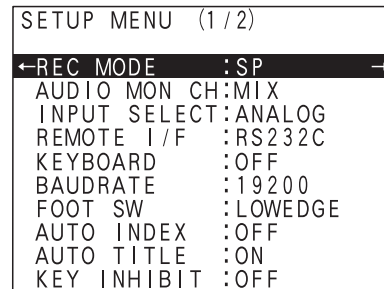 SETUP MENU (1/2)
←REC MODE :SP →
AUDIO MON CH:MIX
INPUT SELECT:ANALOG
REMOTE I/F :RS232C
KEYBOARD :OFF
BAUDRATE :19200
FOOT SW :LOWEDGE
AUTO INDEX :OFF
AUTO TITLE :ON
KEY INHIBIT :OFF